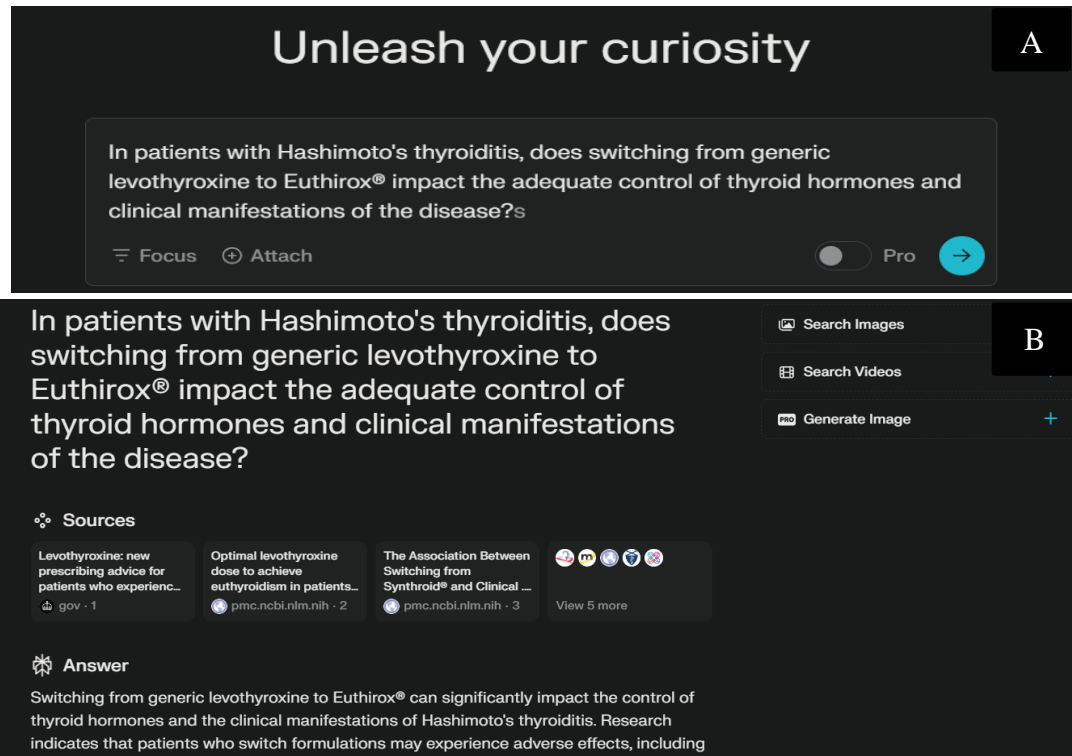 Unleash your curiosity
A
In patients with Hashimoto's thyroiditis, does switching from generic
levothyroxine to Euthirox® impact the adequate control of thyroid hormones and
clinical manifestations of the disease?s
Focus Attach Pro
In patients with Hashimoto's thyroiditis, does
switching from generic levothyroxine to
Euthirox® impact the adequate control of
thyroid hormones and clinical manifestations
of the disease?
Search Images
B
Search Videos
PRO Generate Image
Sources
Levothyroxine: new
prescribing advice for
patients who experienc...
gov · 1
Optimal levothyroxine
dose to achieve
euthyroidism in patients...
pmc.ncbi.nlm.nih · 2
The Association Between
Switching from
Synthroid® and Clinical ...
pmc.ncbi.nlm.nih · 3
View 5 more
Answer
Switching from generic levothyroxine to Euthirox® can significantly impact the control of
thyroid hormones and the clinical manifestations of Hashimoto's thyroiditis. Research
indicates that patients who switch formulations may experience adverse effects, including